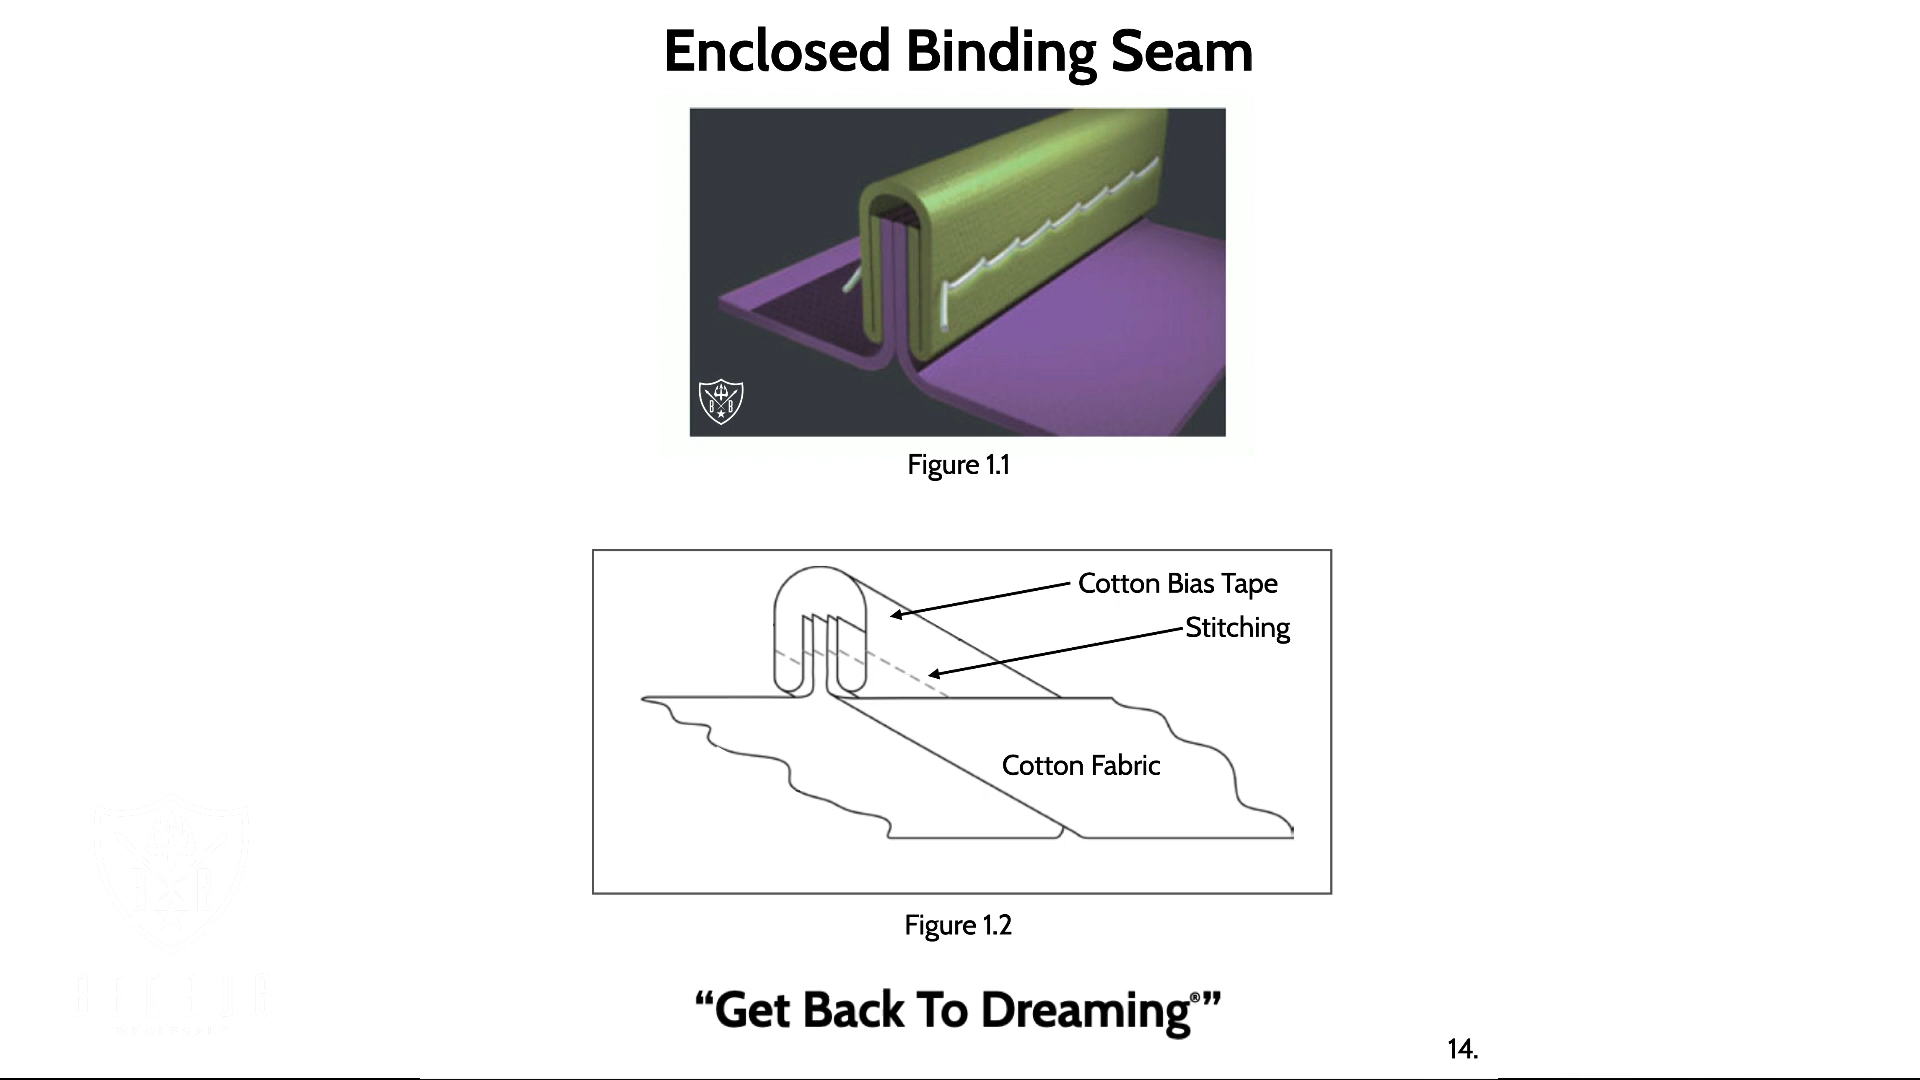 Enclosed Binding Seam
B B
Figure 1.1
Cotton Bias Tape
Stitching
Cotton Fabric
Figure 1.2
“Get Back To Dreaming®”
14.